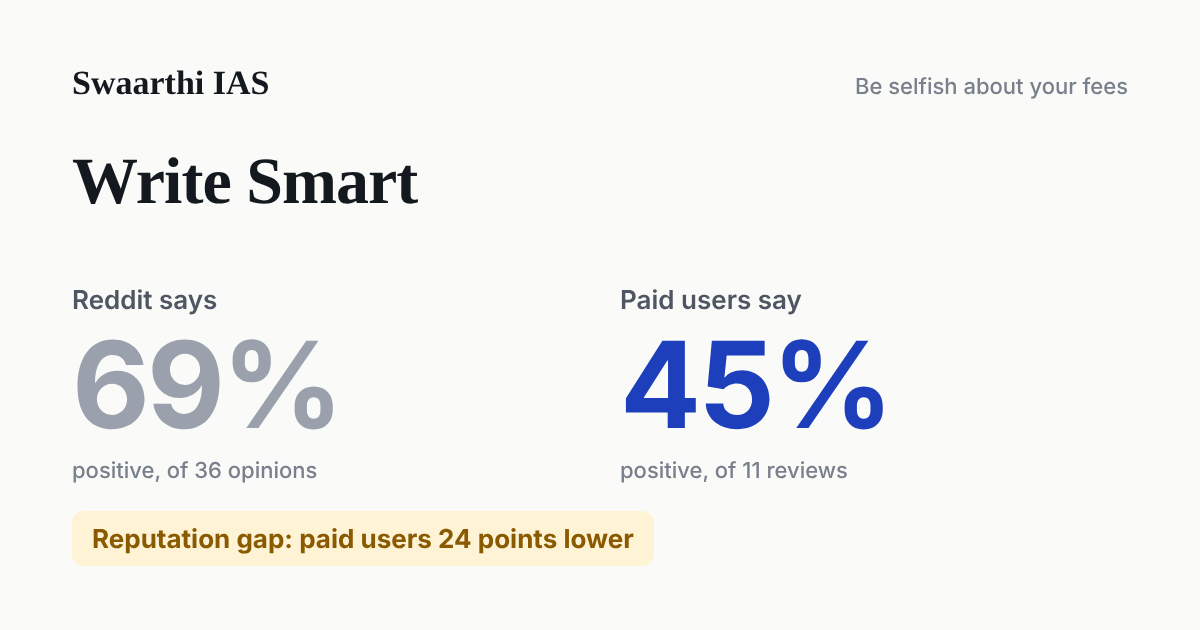 Swaarthi IAS
Be selfish about your fees
Write Smart
Reddit says
69%
positive, of 36 opinions
Paid users say
45%
positive, of 11 reviews
Reputation gap: paid users 24 points lower